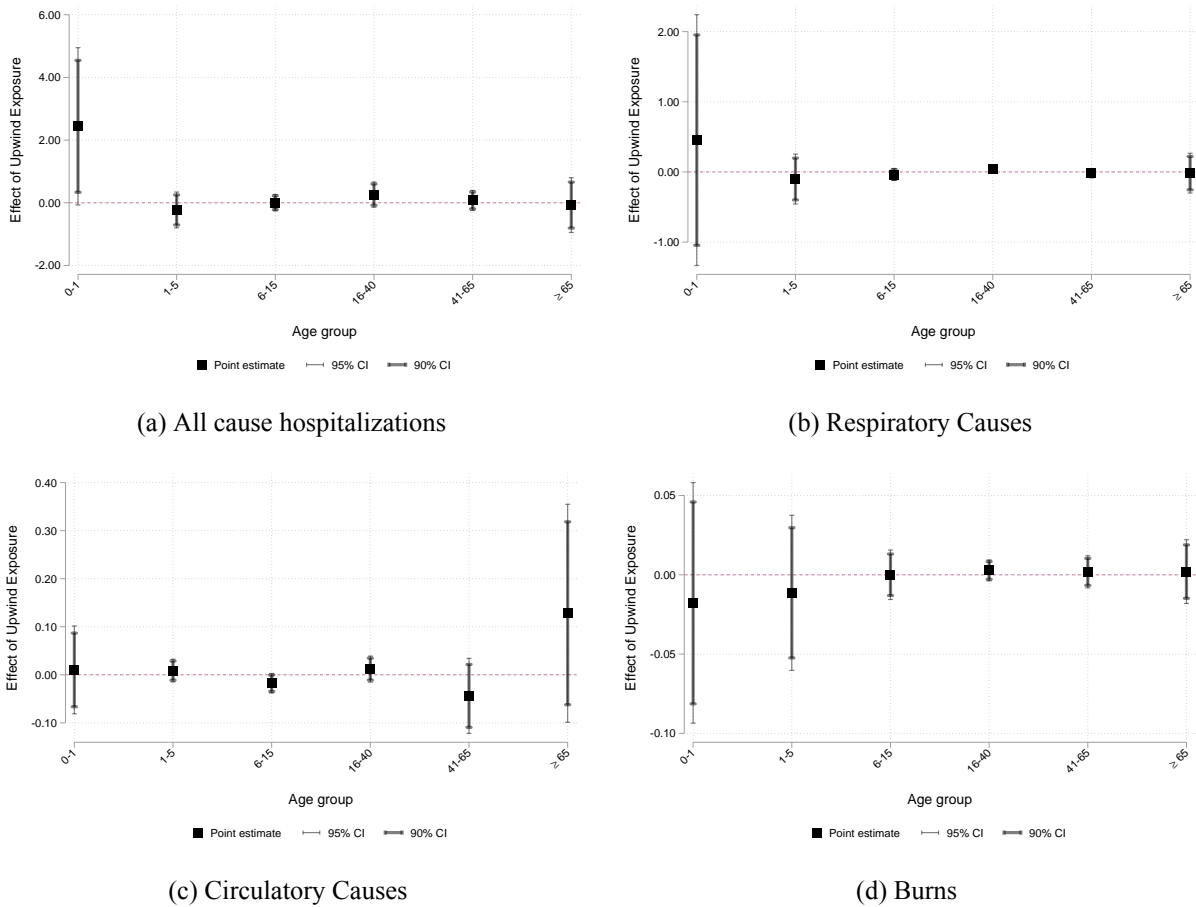 Effect of Upwind Exposure
6.00
4.00
2.00
0.00
-2.00
0-1
1-5
6-15
16-40
41-65
≥ 65
Age group
Point estimate 95% CI 90% CI
(a) All cause hospitalizations
Effect of Upwind Exposure
2.00
1.00
0.00
-1.00
0-1
1-5
6-15
16-40
41-65
≥ 65
Age group
Point estimate 95% CI 90% CI
(b) Respiratory Causes
Effect of Upwind Exposure
0.40
0.30
0.20
0.10
0.00
-0.10
0-1
1-5
6-15
16-40
41-65
≥ 65
Age group
Point estimate 95% CI 90% CI
(c) Circulatory Causes
Effect of Upwind Exposure
0.05
0.00
-0.05
-0.10
0-1
1-5
6-15
16-40
41-65
≥ 65
Age group
Point estimate 95% CI 90% CI
(d) Burns